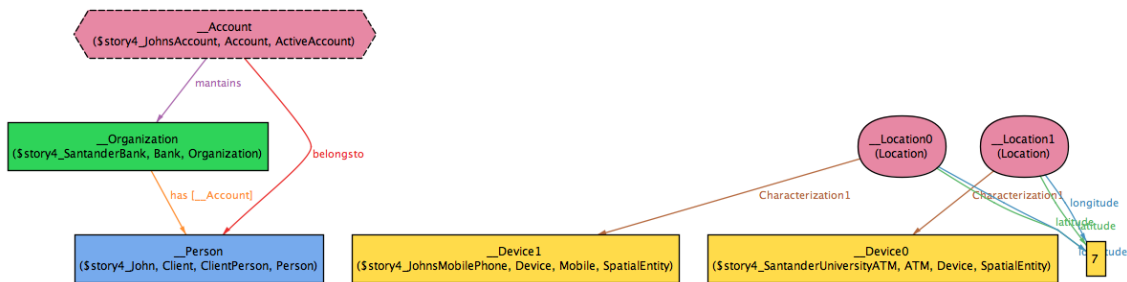 __Account
($story4_JohnsAccount, Account, ActiveAccount)
mantains
__Organization
($story4_SantanderBank, Bank, Organization)
belongsto
__Location0
(Location)
__Location1
(Location)
has [__Account]
Characterization1
Characterization1
longitude
latitude
latitude
longitude
__Person
($story4_John, Client, ClientPerson, Person)
__Device1
($story4_JohnsMobilePhone, Device, Mobile, SpatialEntity)
__Device0
($story4_SantanderUniversityATM, ATM, Device, SpatialEntity)
7